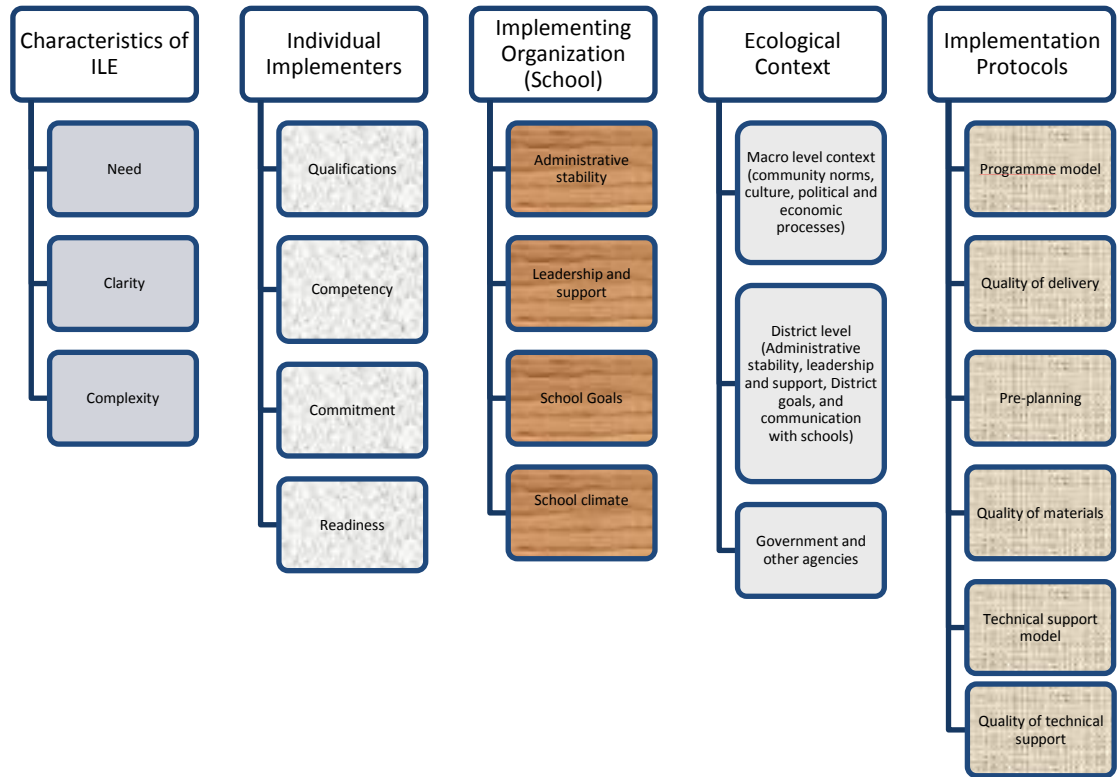 Characteristics of
ILE
Need
Clarity
Complexity
Individual
Implementers
Qualifications
Competency
Commitment
Readiness
Implementing
Organization
(School)
Administrative
stability
Leadership and
support
School Goals
School climate
Ecological
Context
Macro level context
(community norms,
culture, political and
economic
processes)
District level
(Administrative
stability, leadership
and support, District
goals, and
communication
with schools)
Government and
other agencies
Implementation
Protocols
Programme model
Quality of delivery
Pre-planning
Quality of materials
Technical support
model
Quality of technical
support